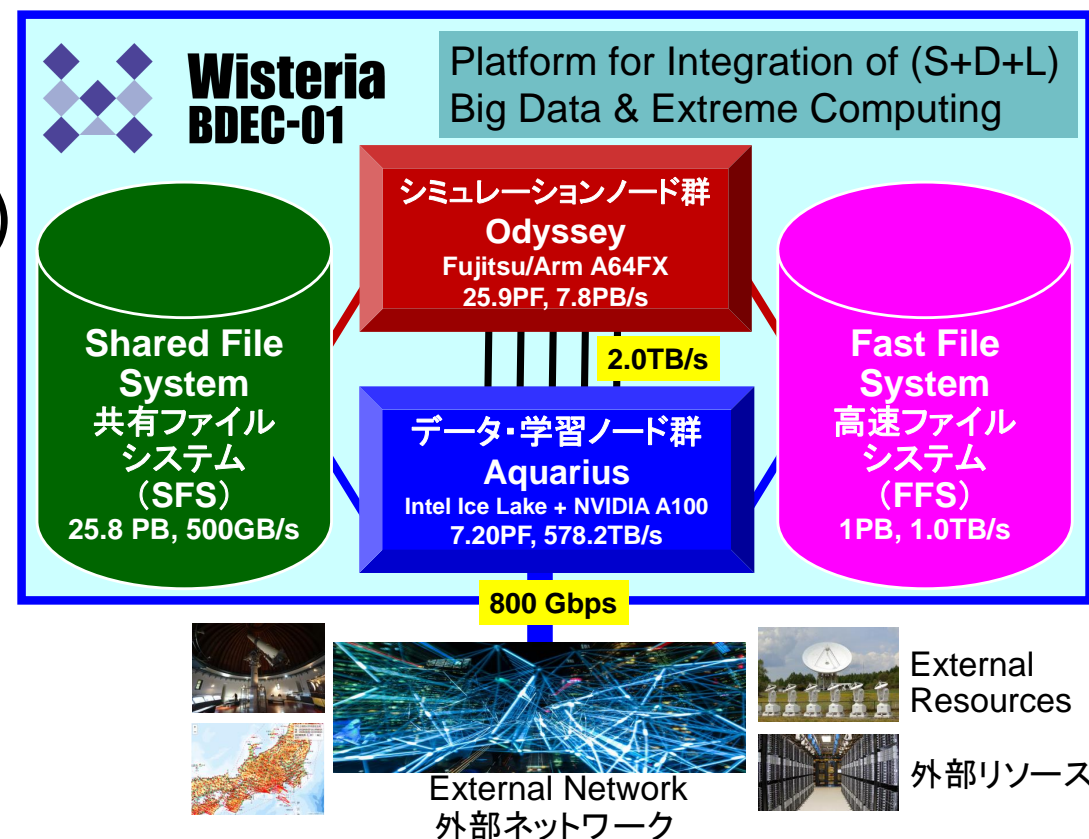 Wisteria
BDEC-01
Platform for Integration of (S+D+L)
Big Data & Extreme Computing
シミュレーションノード群
Odyssey
Fujitsu/Arm A64FX
25.9PF, 7.8PB/s
2.0TB/s
Shared File
System
共有ファイル
システム
(SFS)
25.8 PB, 500GB/s
データ・学習ノード群
Aquarius
Intel Ice Lake + NVIDIA A100
7.20PF, 578.2TB/s
Fast File
System
高速ファイル
システム
(FFS)
1PB, 1.0TB/s
800 Gbps
External
Resources
外部リソース
External Network
外部ネットワーク